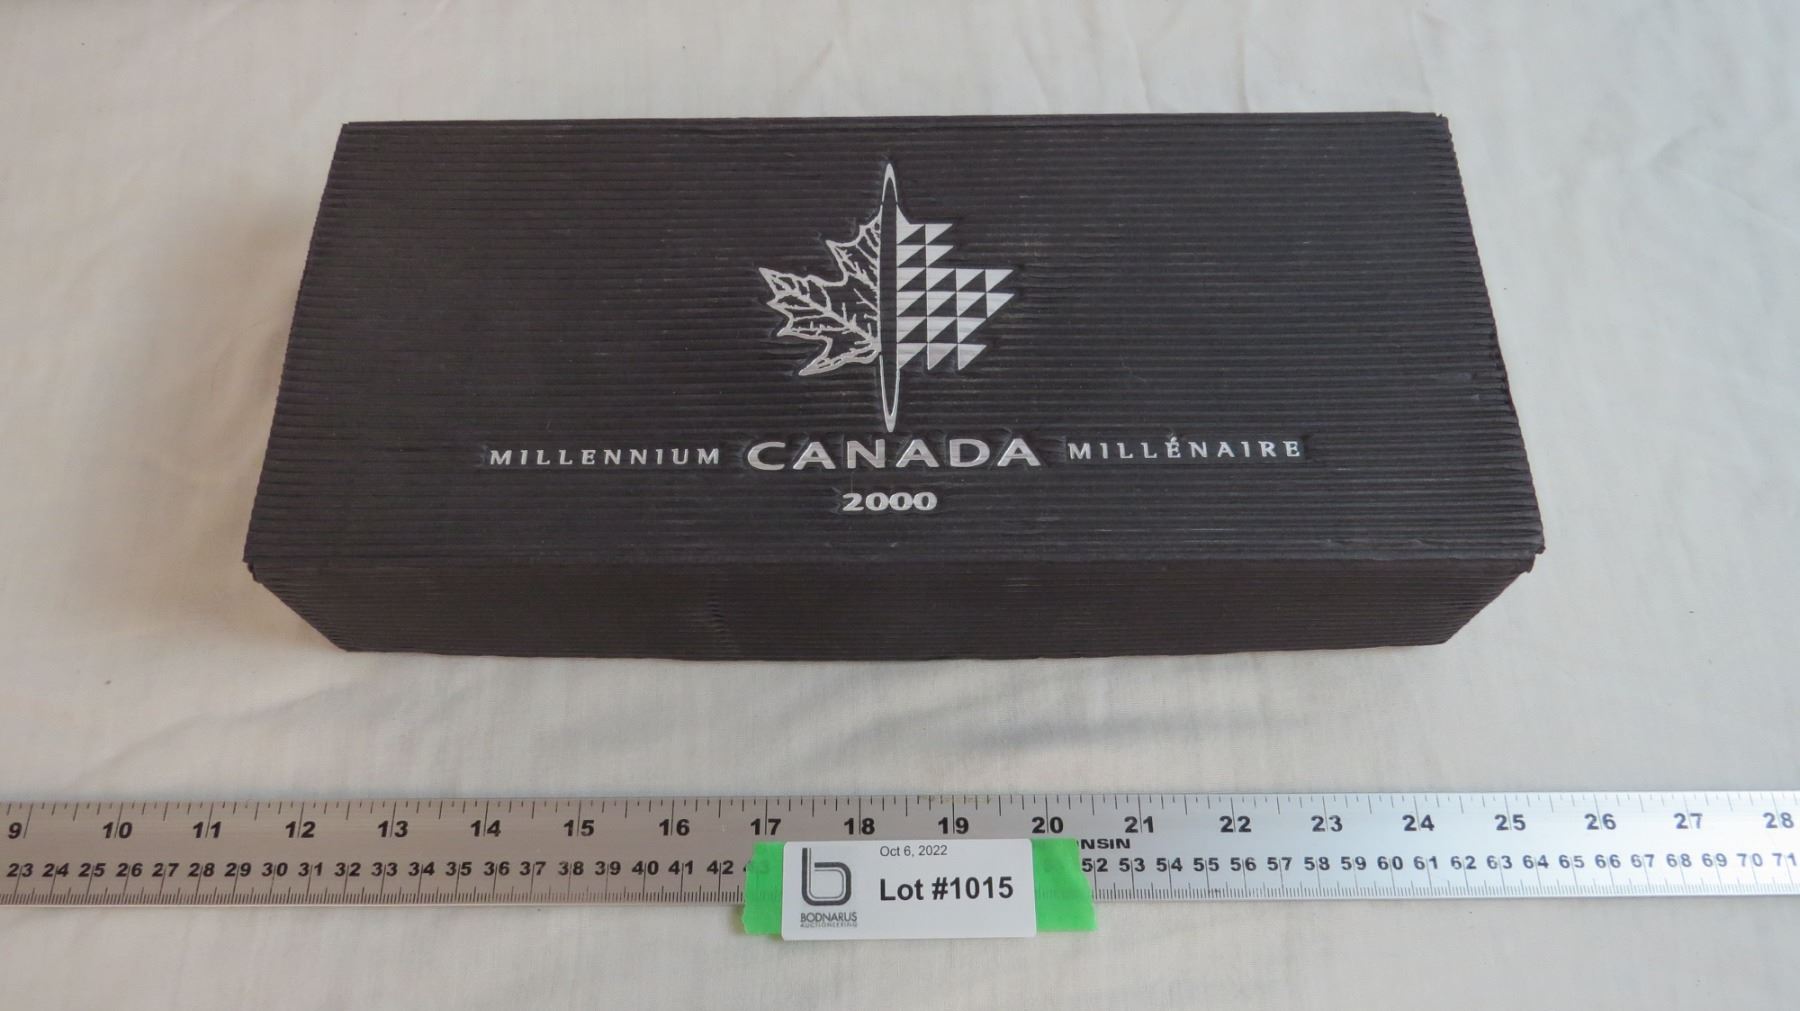 MILLENNIUM CANADA MILLÉNAIRE
2000
9 10 11 12 13 14 15 16 17 18 19 20 21 22 23 24 25 26 27 28
NSIN
23 24 25 26 27 28 29 30 31 32 33 34 35 36 37 38 39 40 41 42 43 52 53 54 55 56 57 58 59 60 61 62 63 64 65 66 67 68 69 70 71
Oct 6, 2022
Lot #1015
BODNARUS
AUCTIONEERING